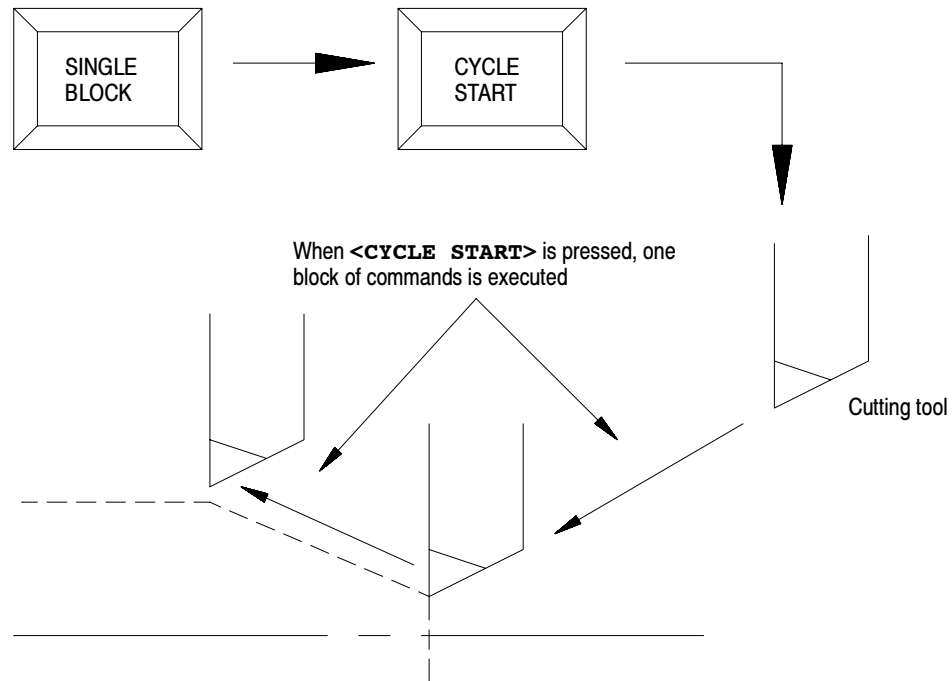 SINGLE
BLOCK
CYCLE
START
When <CYCLE START> is pressed, one
block of commands is executed
Cutting tool